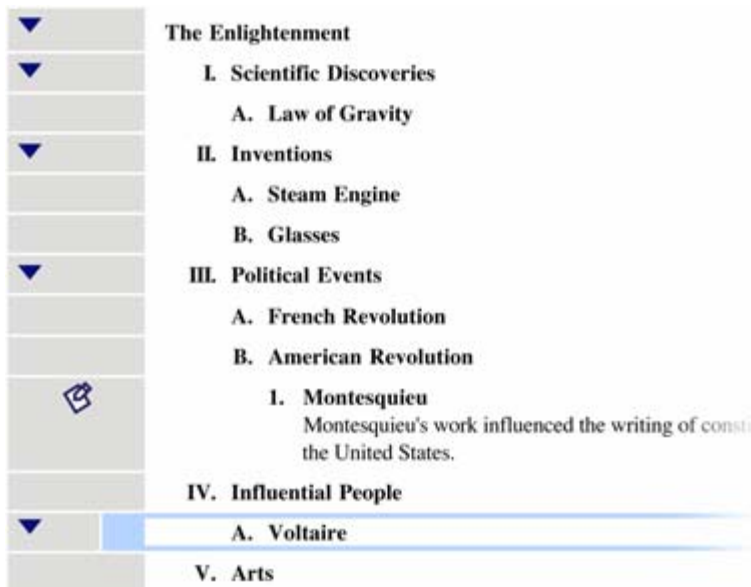 The Enlightenment
I. Scientific Discoveries
A. Law of Gravity
II. Inventions
A. Steam Engine
B. Glasses
III. Political Events
A. French Revolution
B. American Revolution
1. Montesquieu
Montesquieu's work influenced the writing of
the United States.
IV. Influential People
A. Voltaire
V. Arts